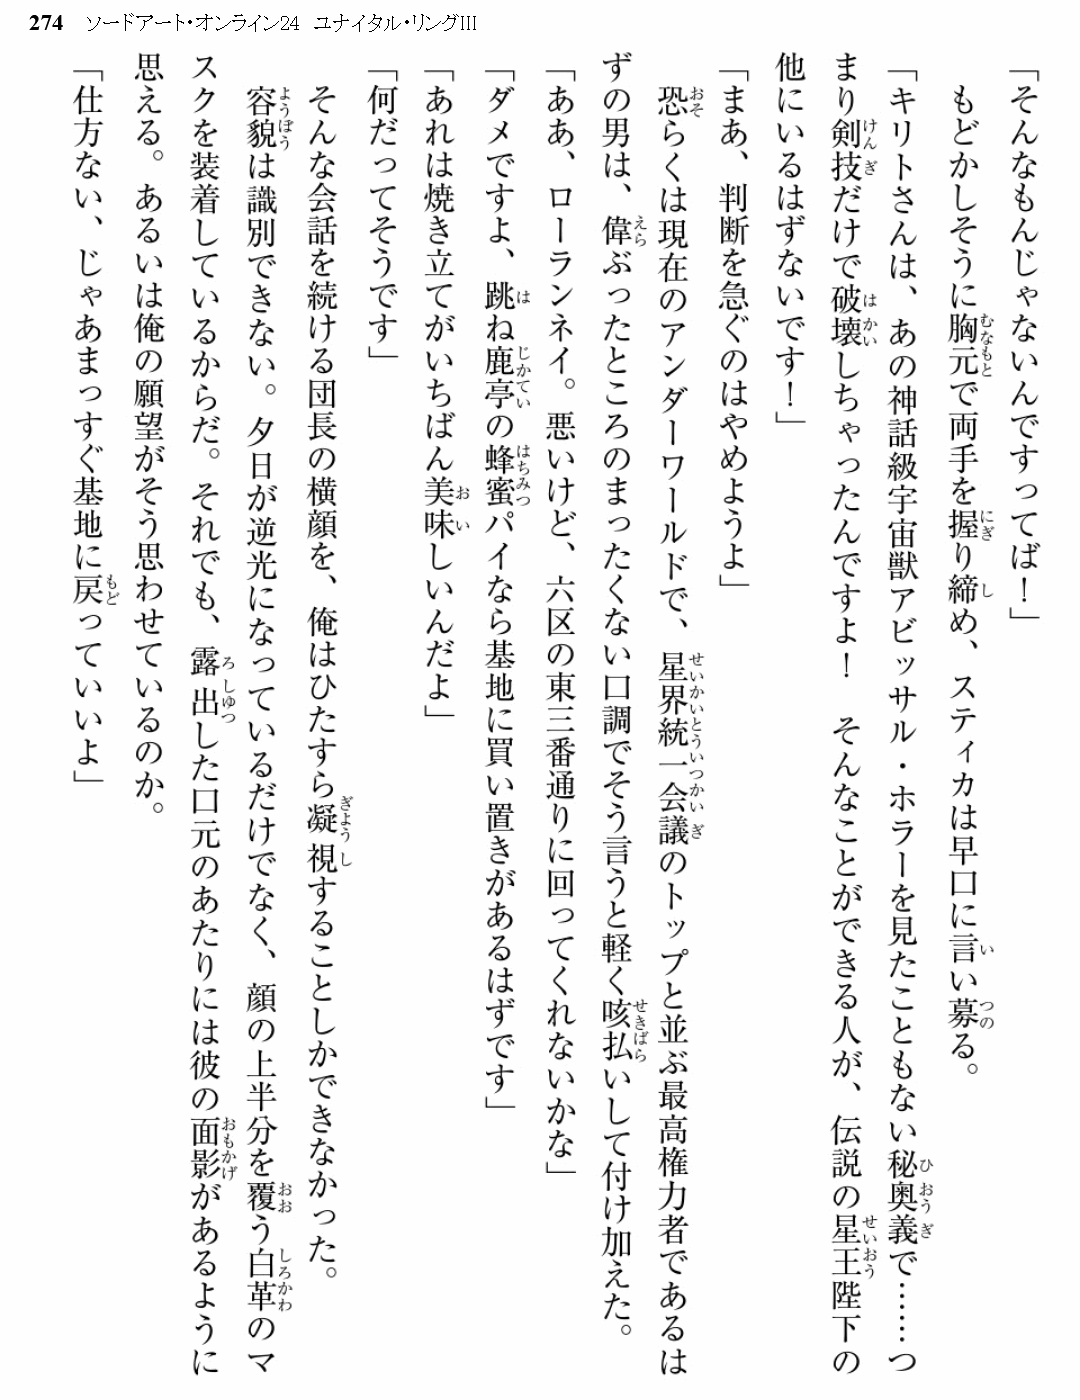 274 ソードアート・オンライン24 ユナイタル・リングIII
「そんなもんじゃないんですってば！」
　もどかしそうに胸元で両手を握り締め、スティカは早口に言い募る。
「キリトさんは、あの神話級宇宙獣アビッサル・ホラーを見たこともない秘奥義で……つ
まり剣技だけで破壊しちゃったんですよ！　そんなことができる人が、伝説の星王陛下の
他にいるはずないです！」
「まあ、判断を急ぐのはやめようよ」
　恐らくは現在のアンダーワールドで、星界統一会議のトップと並ぶ最高権力者であるは
ずの男は、偉ぶったところのまったくない口調でそう言うと軽く咳払いして付け加えた。
「ああ、ローランネイ。悪いけど、六区の東三番通りに回ってくれないかな」
「ダメですよ、跳ね鹿亭の蜂蜜パイなら基地に買い置きがあるはずです」
「あれは焼き立てがいちばん美味しいんだよ」
「何だってそうです」
　そんな会話を続ける団長の横顔を、俺はひたすら凝視することしかできなかった。
　容貌は識別できない。夕日が逆光になっているだけでなく、顔の上半分を覆う白革のマ
スクを装着しているからだ。それでも、露出した口元のあたりには彼の面影があるように
思える。あるいは俺の願望がそう思わせているのか。
「仕方ない、じゃあまっすぐ基地に戻っていいよ」